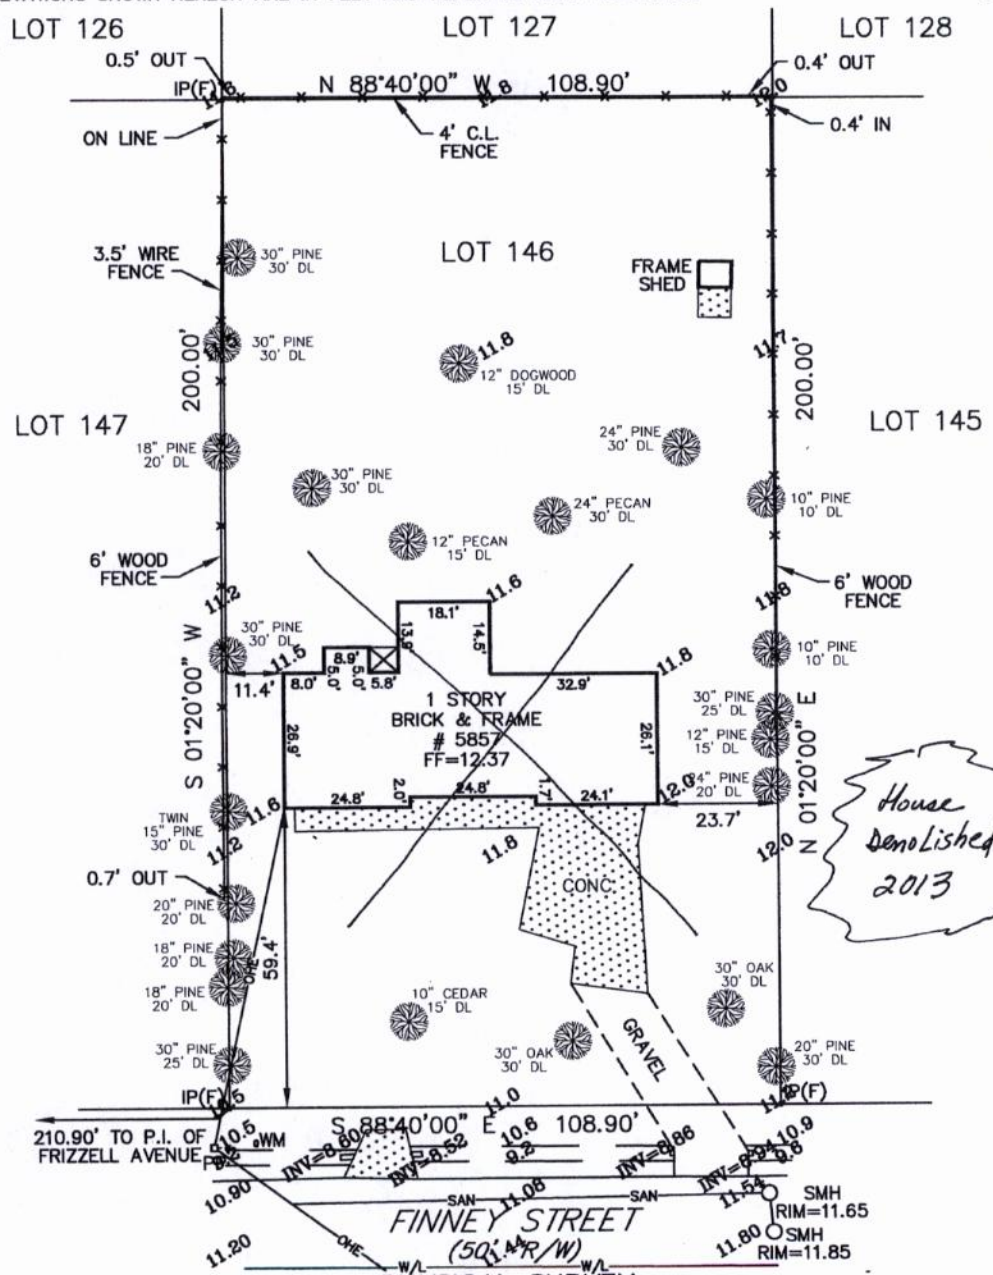 LOT 126
LOT 127
LOT 128
0.5' OUT
0.4' OUT
IP(F)
N 88°40'00" W 108.90'
11.8
12.0
ON LINE
4' C.L.
FENCE
0.4' IN
3.5' WIRE
FENCE
30" PINE
30' DL
LOT 146
FRAME
SHED
200.00'
30" PINE
30' DL
11.8
12" DOGWOOD
15' DL
11.7
200.00'
LOT 147
LOT 145
18" PINE
20' DL
24" PINE
30' DL
30" PINE
30' DL
24" PECAN
30' DL
10" PINE
10' DL
12" PECAN
15' DL
6' WOOD
FENCE
6' WOOD
FENCE
11.2
11.6
11.8
18.1'
30" PINE
30' DL
11.5
13.9'
14.5'
10" PINE
10' DL
8.9'
11.4'
8.0'
5.0'
5.0'
5.8'
32.9'
11.8
S 01°20'00" W
1 STORY
BRICK & FRAME
# 5857
FF=12.37
26.9'
26.1'
30" PINE
25' DL
12" PINE
15' DL
N 01°20'00" E
24.8'
2.0'
24.8'
1.7'
24.1'
12.0
24" PINE
20' DL
23.7'
TWIN
15" PINE
30' DL
11.6
11.2
11.8
12.0
House
Demolished
2013
0.7' OUT
CONC.
20" PINE
20' DL
18" PINE
20' DL
OHE
59.4'
18" PINE
20' DL
10" CEDAR
15' DL
30" OAK
30' DL
GRAVEL
30" OAK
30' DL
30" PINE
25' DL
20" PINE
30' DL
IP(F)
11.0
IP(F)
S 88°40'00" E 108.90'
210.90' TO P.I. OF
FRIZZELL AVENUE
10.5
WM
INV=8.60
INV=8.52
10.6
9.2
INV=8.86
INV=8.94
10.9
9.8
10.90
SAN
11.08
SAN
11.54
SMH
RIM=11.65
FINNEY STREET
(50' R/W)
11.20
OHE
11.44
11.80
SMH
RIM=11.85
W/L
W/L